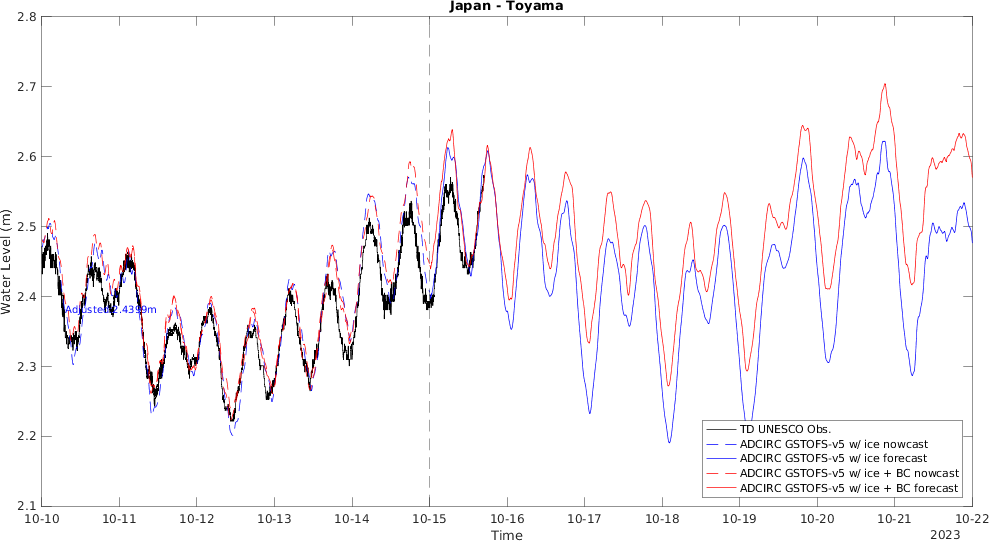 Japan - Toyama
2.8
2.7
2.6
2.5
2.4
2.3
2.2
2.1
Water Level (m)
Adjusted 2.4399m
TD UNESCO Obs.
ADCIRC GSTOFS-v5 w/ ice nowcast
ADCIRC GSTOFS-v5 w/ ice forecast
ADCIRC GSTOFS-v5 w/ ice + BC nowcast
ADCIRC GSTOFS-v5 w/ ice + BC forecast
10-10 10-11 10-12 10-13 10-14 10-15 10-16 10-17 10-18 10-19 10-20 10-21 10-22
Time
2023